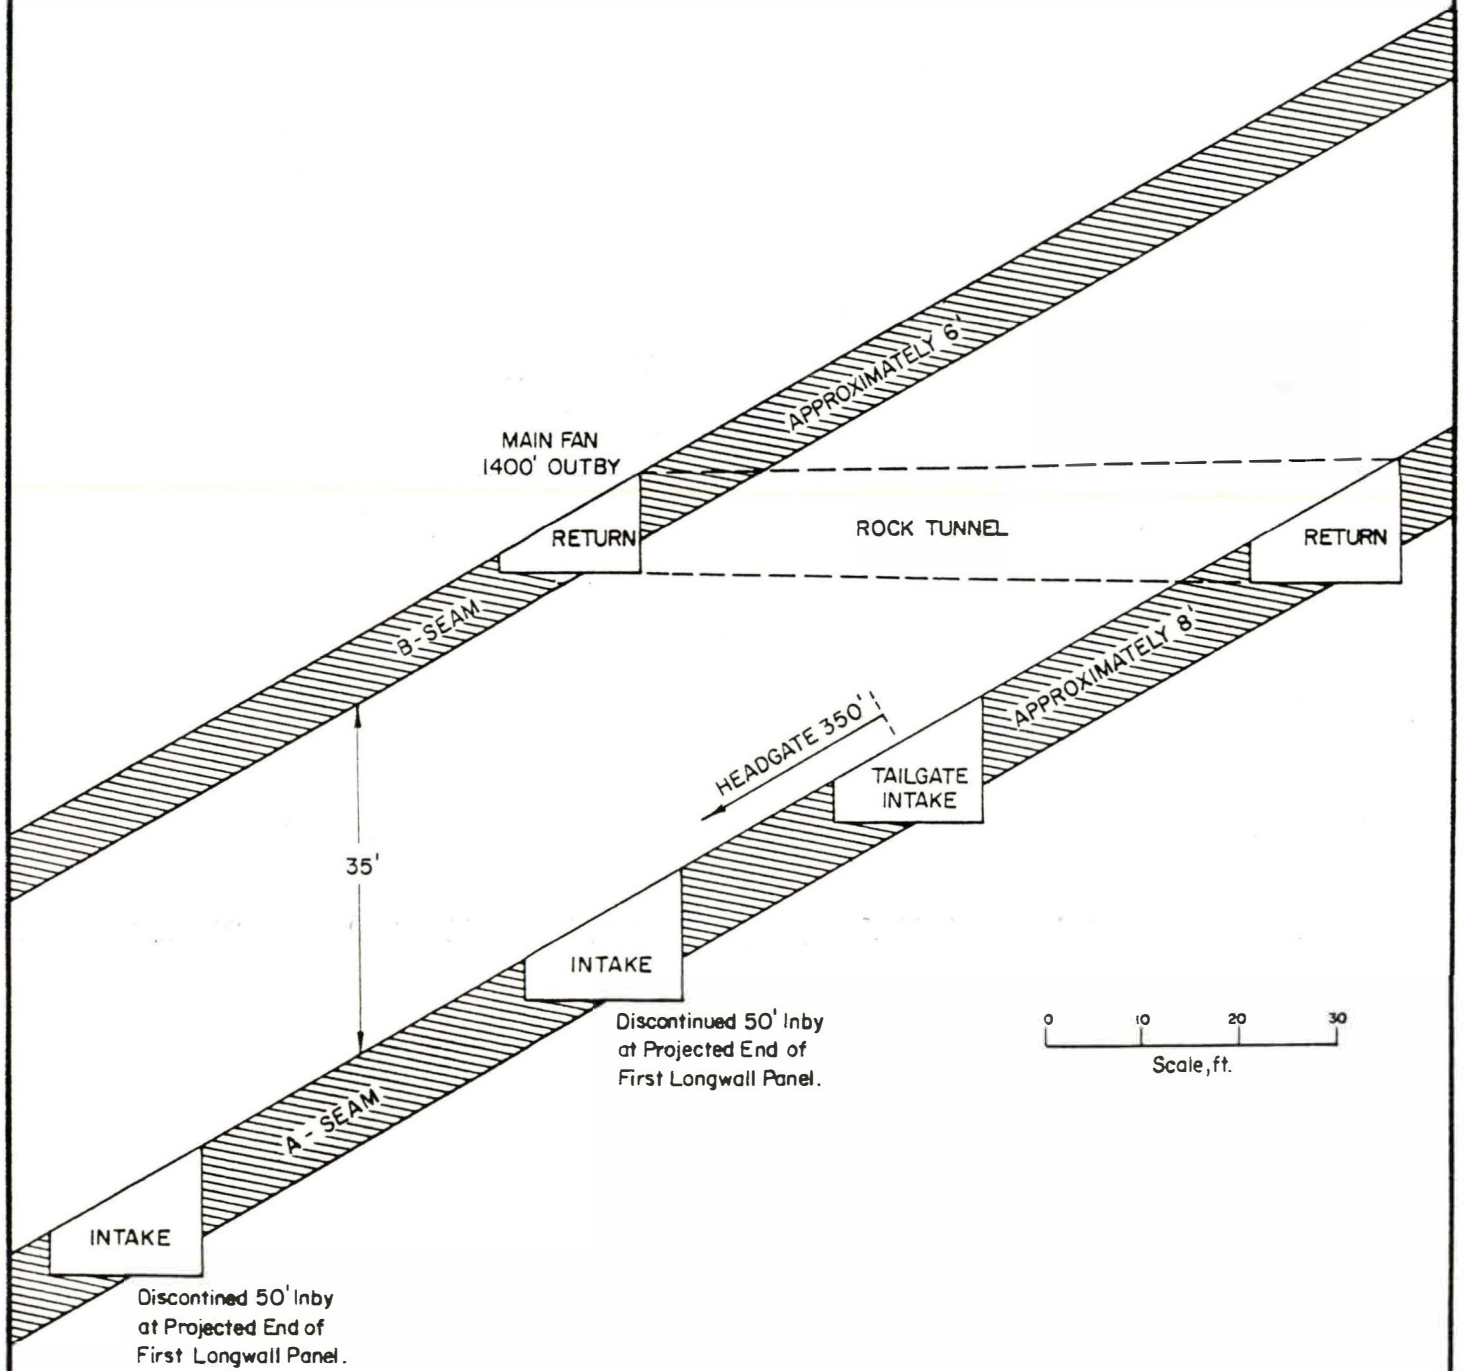 APPROXIMATELY 6'
MAIN FAN
1400' OUTBY
RETURN
ROCK TUNNEL
RETURN
B-SEAM
APPROXIMATELY 8'
HEADGATE 350'
TAILGATE
INTAKE
35'
INTAKE
Discontinued 50' Inby
at Projected End of
First Longwall Panel.
0 10 20 30
Scale, ft.
A - SEAM
INTAKE
Discontined 50' Inby
at Projected End of
First Longwall Panel.